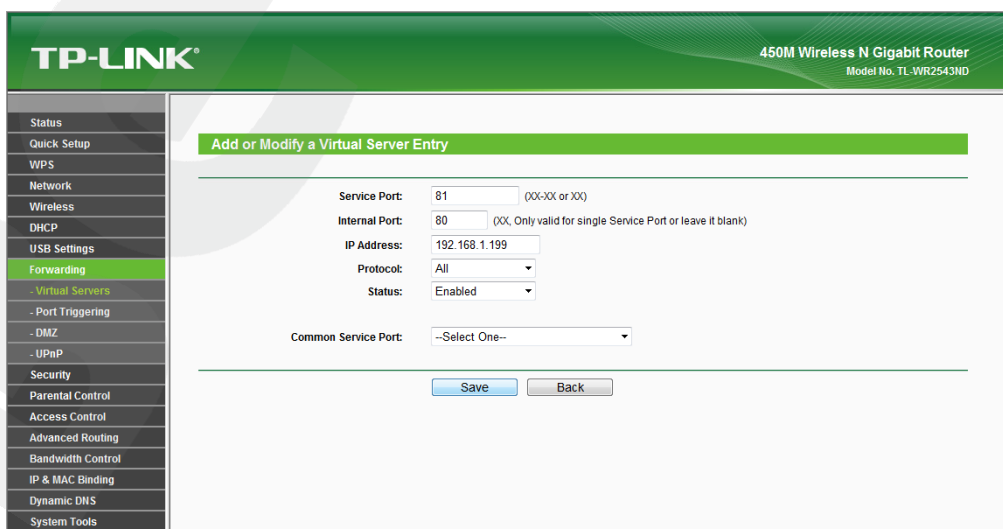 TP-LINK®
450M Wireless N Gigabit Router
Model No. TL-WR2543ND
Status
Quick Setup
WPS
Network
Wireless
DHCP
USB Settings
Forwarding
- Virtual Servers
- Port Triggering
- DMZ
- UPnP
Security
Parental Control
Access Control
Advanced Routing
Bandwidth Control
IP & MAC Binding
Dynamic DNS
System Tools
Add or Modify a Virtual Server Entry
Service Port: 81 (XX-XX or XX)
Internal Port: 80 (XX, Only valid for single Service Port or leave it blank)
IP Address: 192.168.1.199
Protocol: All
Status: Enabled
Common Service Port: --Select One--
Save Back